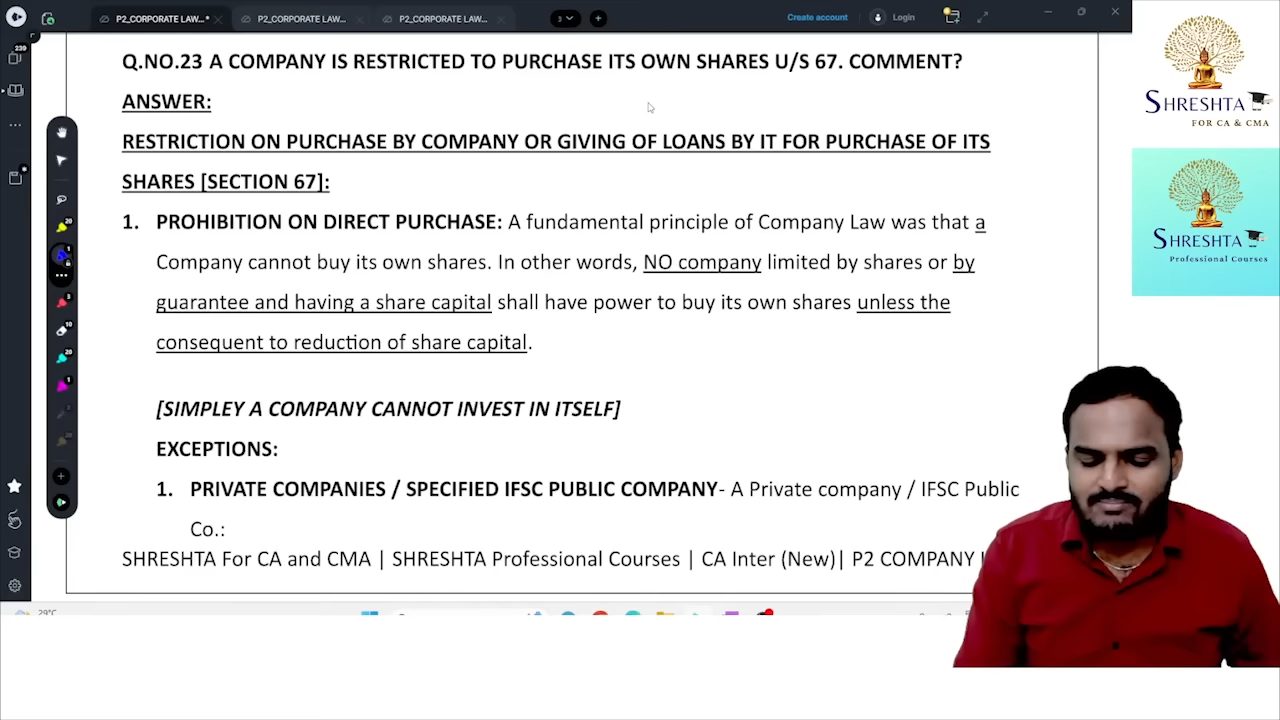 P2_CORPORATE LAW...*
P2_CORPORATE LAW...
P2_CORPORATE LAW...
3
Create account
Login
239
Q.NO.23 A COMPANY IS RESTRICTED TO PURCHASE ITS OWN SHARES U/S 67. COMMENT?
ANSWER:
RESTRICTION ON PURCHASE BY COMPANY OR GIVING OF LOANS BY IT FOR PURCHASE OF ITS
SHARES [SECTION 67]:
1. PROHIBITION ON DIRECT PURCHASE: A fundamental principle of Company Law was that a
Company cannot buy its own shares. In other words, NO company limited by shares or by
guarantee and having a share capital shall have power to buy its own shares unless the
consequent to reduction of share capital.
[SIMPLEY A COMPANY CANNOT INVEST IN ITSELF]
EXCEPTIONS:
1. PRIVATE COMPANIES / SPECIFIED IFSC PUBLIC COMPANY- A Private company / IFSC Public
Co.:
SHRESHTA For CA and CMA | SHRESHTA Professional Courses | CA Inter (New)| P2 COMPANY
29°C
SHRESHTA
FOR CA & CMA
SHRESHTA
Professional Courses